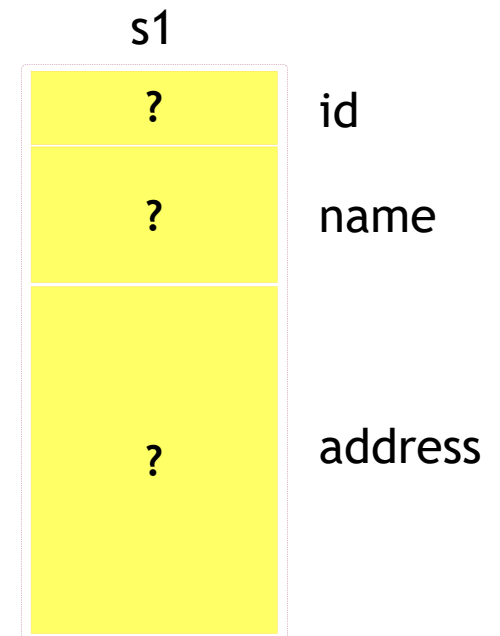 s1
? id
? name
? address